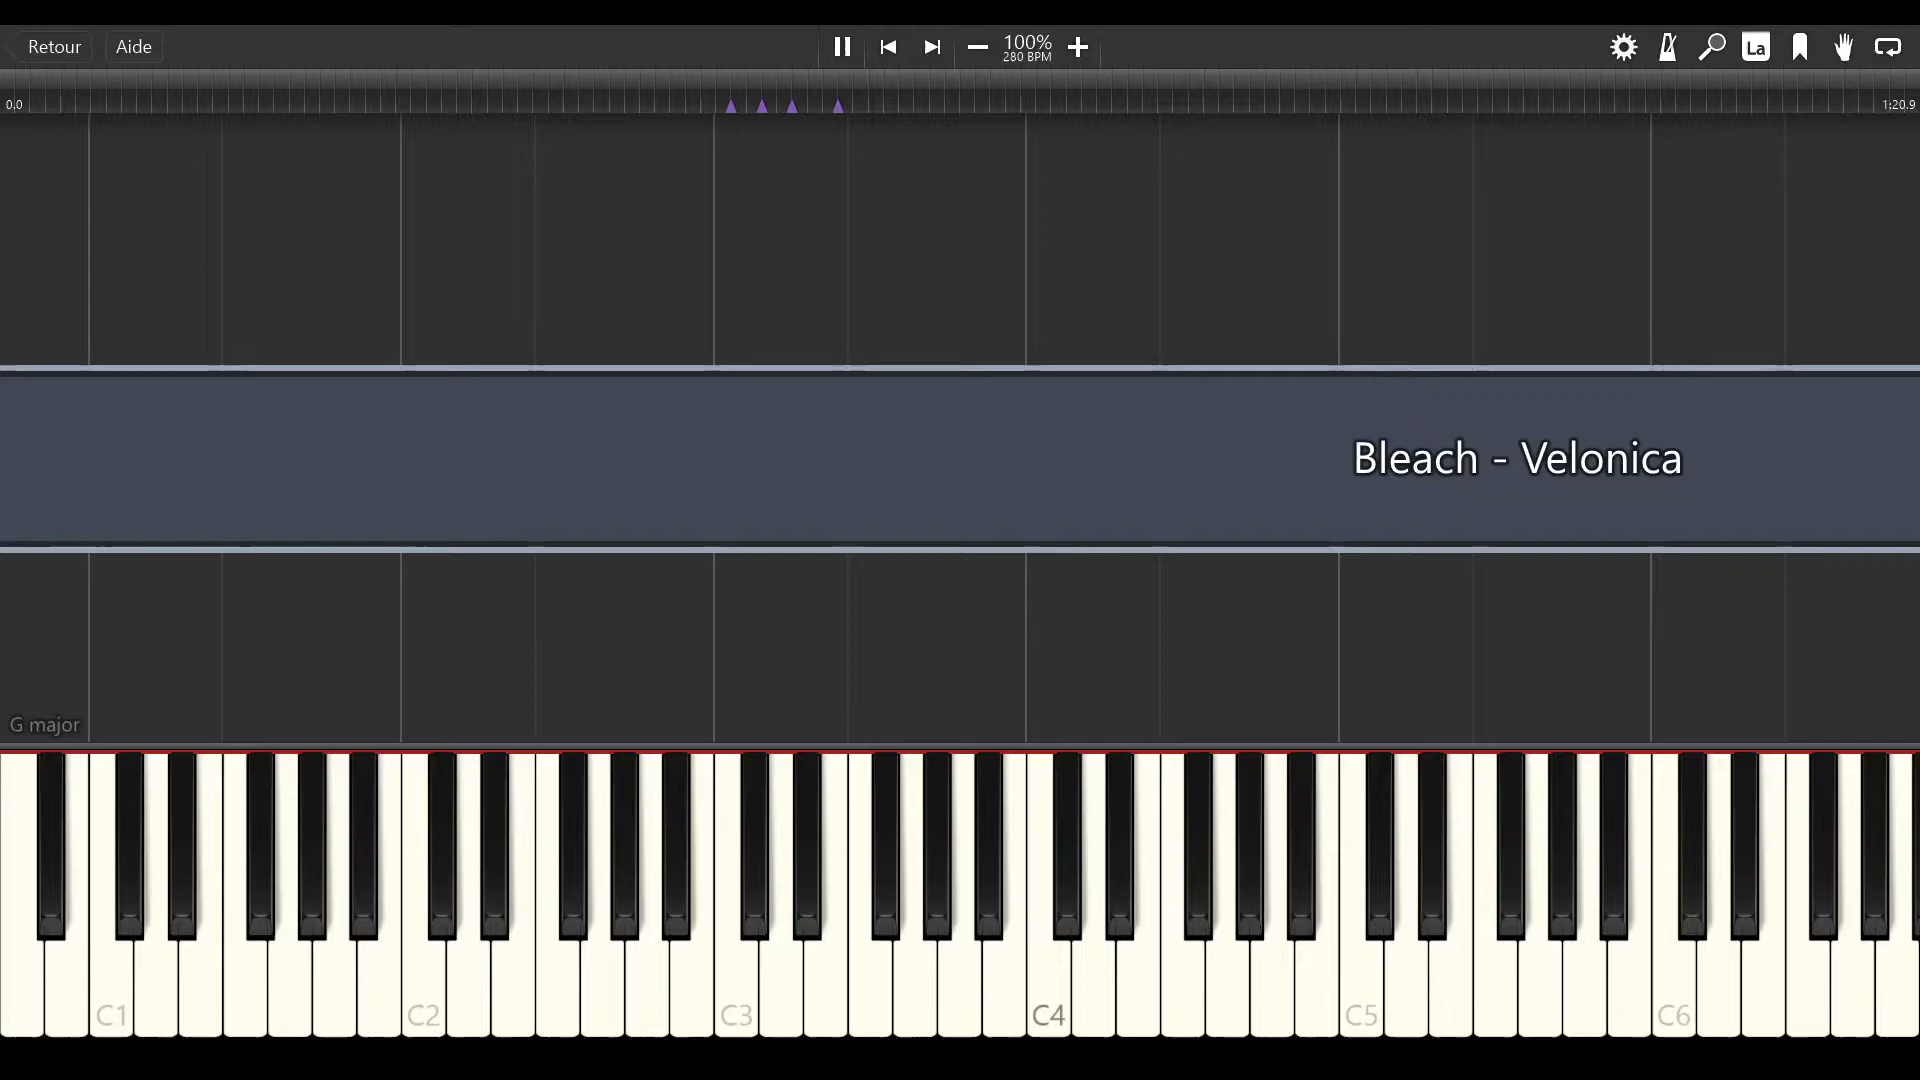 Retour Aide 100% La
280 BPM
0.0 1:20.9
Bleach - Velonica
G major
C1 C2 C3 C4 C5 C6